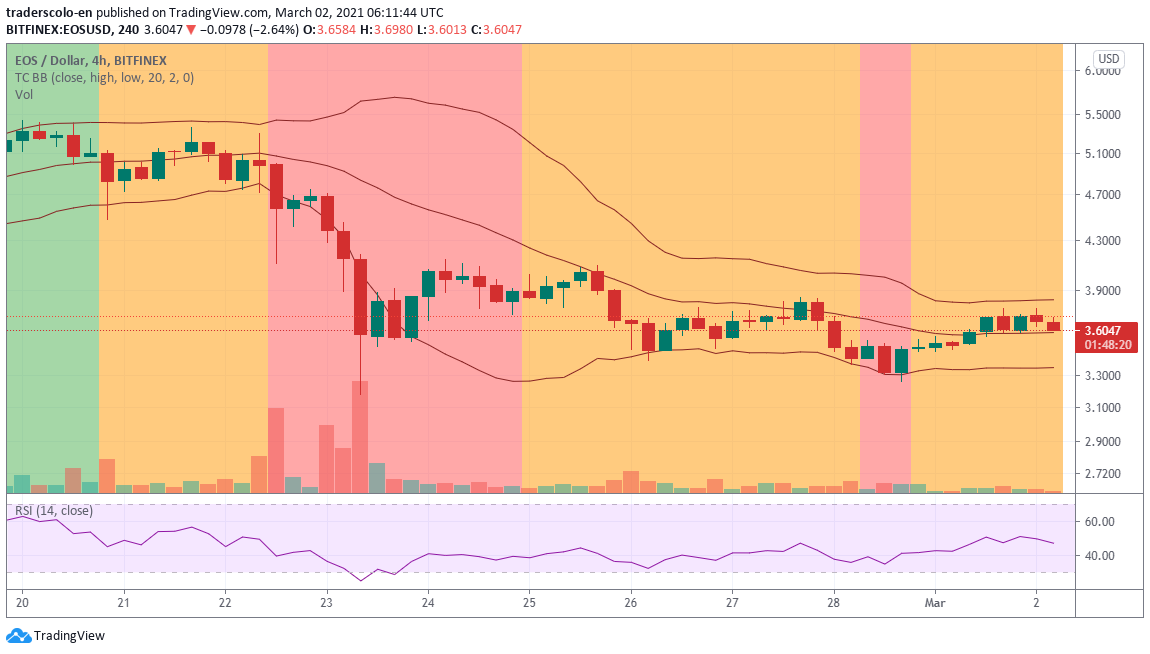 traderscolo-en published on TradingView.com, March 02, 2021 06:11:44 UTC
BITFINEX:EOSUSD, 240 3.6047 ▼ −0.0978 (−2.64%) O:3.6584 H:3.6980 L:3.6013 C:3.6047
EOS / Dollar, 4h, BITFINEX
TC BB (close, high, low, 20, 2, 0)
Vol
USD
6.0000
5.5000
5.1000
4.7000
4.3000
3.9000
3.6047
01:48:20
3.3000
3.1000
2.9000
2.7200
RSI (14, close)
60.00
40.00
20 21 22 23 24 25 26 27 28 Mar 2
TradingView